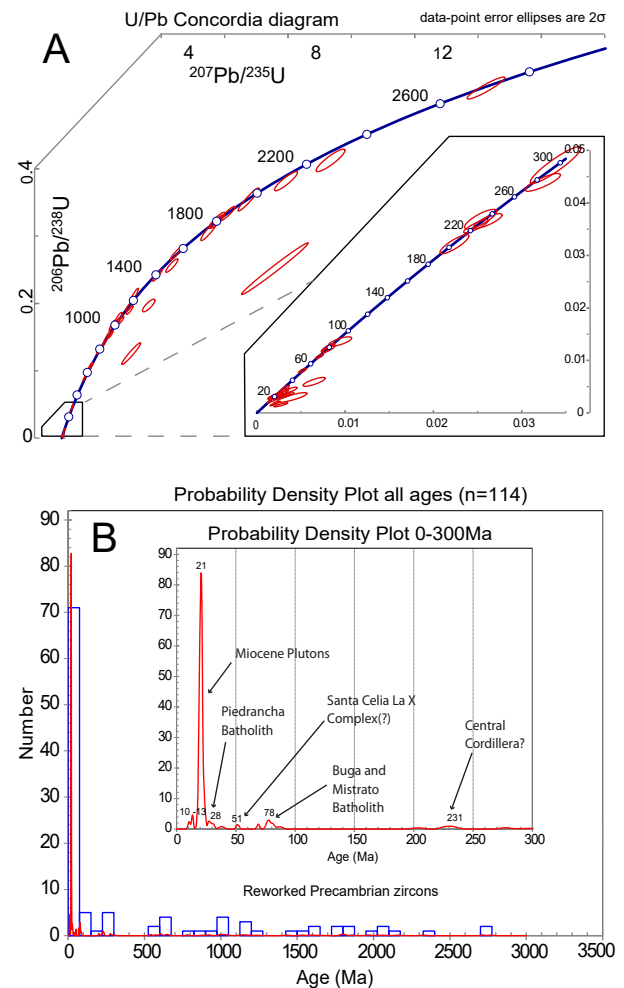 U/Pb Concordia diagram
data-point error ellipses are 2σ
A
4 8 12
207Pb/235U
2600
2200
1800
1400
1000
0.4
0.2
0
206Pb/238U
300
260
220
180
140
100
60
20
0.05
0.04
0.03
0.02
0.01
0
0 0.01 0.02 0.03
Probability Density Plot all ages (n=114)
B
Probability Density Plot 0-300Ma
90
80
70
60
50
40
30
20
10
0
Number
90
80
70
60
50
40
30
20
10
0
21
Miocene Plutons
Piedrancha
Batholith
Santa Celia La X
Complex(?)
Central
Cordillera?
Buga and
Mistrato
Batholith
10 -13 28 51 78 231
0 50 100 150 200 250 300
Age (Ma)
Reworked Precambrian zircons
0 500 1000 1500 2000 2500 3000 3500
Age (Ma)